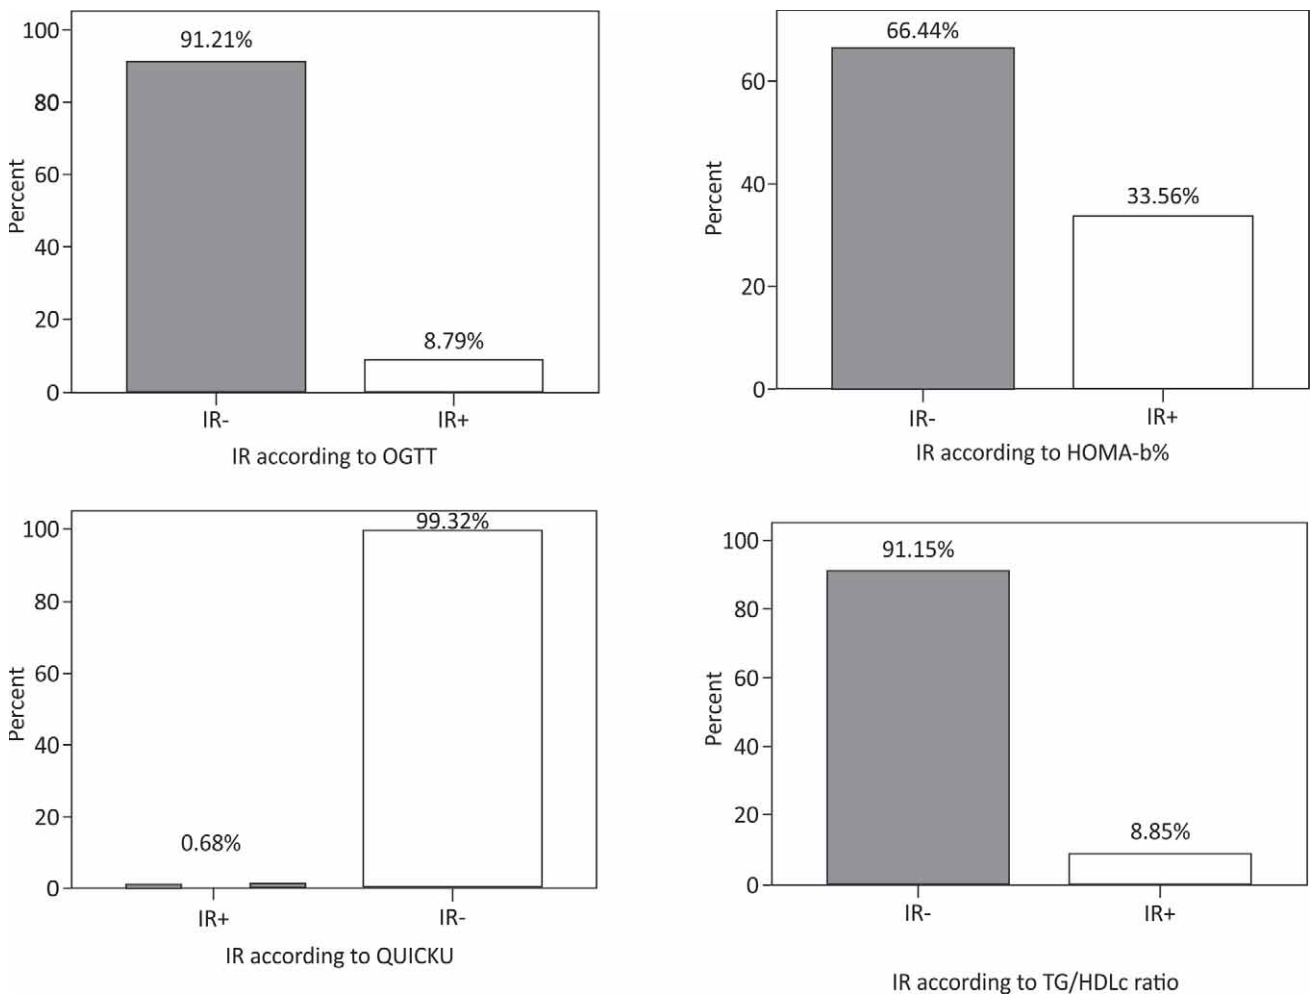 100
91.21%
80
60
Percent
40
20
8.79%
0
IR-
IR+
IR according to OGTT
66.44%
60
Percent
40
33.56%
20
0
IR-
IR+
IR according to HOMA-b%
100
99.32%
80
60
Percent
40
20
0.68%
0
IR+
IR-
IR according to QUICKU
100
91.15%
80
60
Percent
40
20
8.85%
0
IR-
IR+
IR according to TG/HDLc ratio